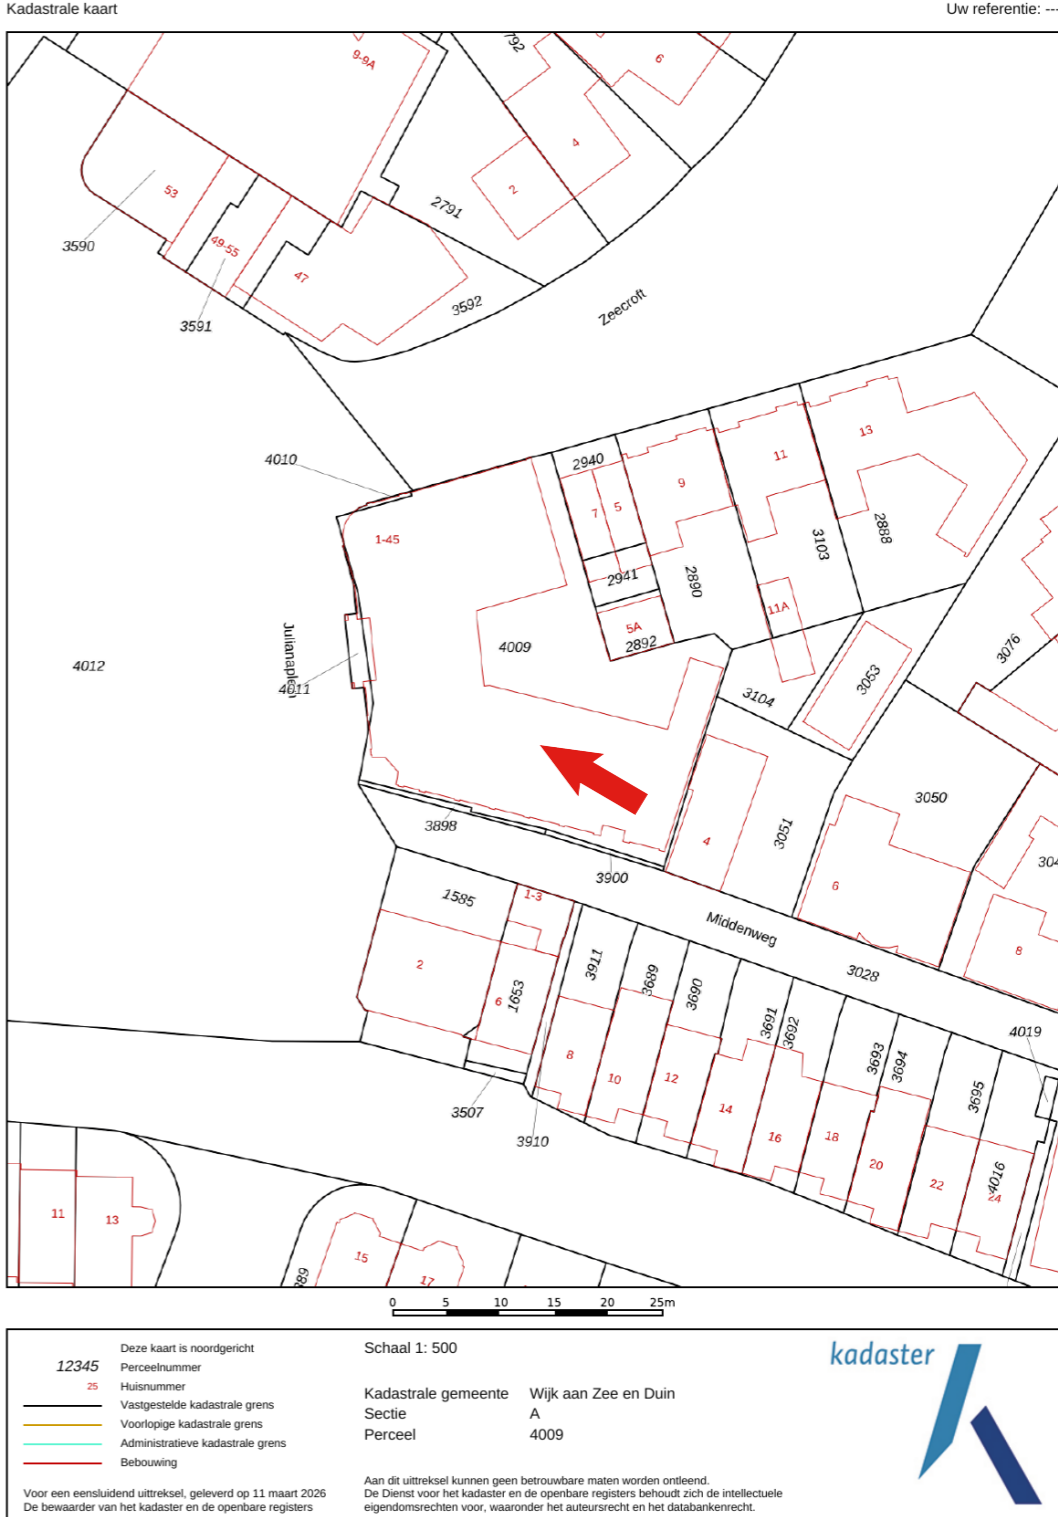 Kadastrale kaart
Uw referentie: ---
9-9A
792
6
4
2
2791
53
3590
49-55
47
3591
3592
Zeecroft
13
11
2940
9
4010
7
5
1-45
2888
3103
2941
2890
11A
5A
2892
Julianaplein
4009
4012
4011
3076
3053
3104
3050
3898
3051
4
304
3900
6
1585
1-3
Middenweg
8
2
3911
3689
3028
3690
6
1653
3691
3692
4019
3693
3694
8
10
12
3695
3507
14
3910
16
18
20
4016
22
24
11
13
15
17
389
0 5 10 15 20 25m
Deze kaart is noordgericht
12345 Perceelnummer
25 Huisnummer
Vastgestelde kadastrale grens
Voorlopige kadastrale grens
Administratieve kadastrale grens
Bebouwing
Voor een eensluidend uittreksel, geleverd op 11 maart 2026
De bewaarder van het kadaster en de openbare registers
Schaal 1: 500
Kadastrale gemeente Wijk aan Zee en Duin
Sectie A
Perceel 4009
Aan dit uittreksel kunnen geen betrouwbare maten worden ontleend.
De Dienst voor het kadaster en de openbare registers behoudt zich de intellectuele
eigendomsrechten voor, waaronder het auteursrecht en het databankenrecht.
kadaster